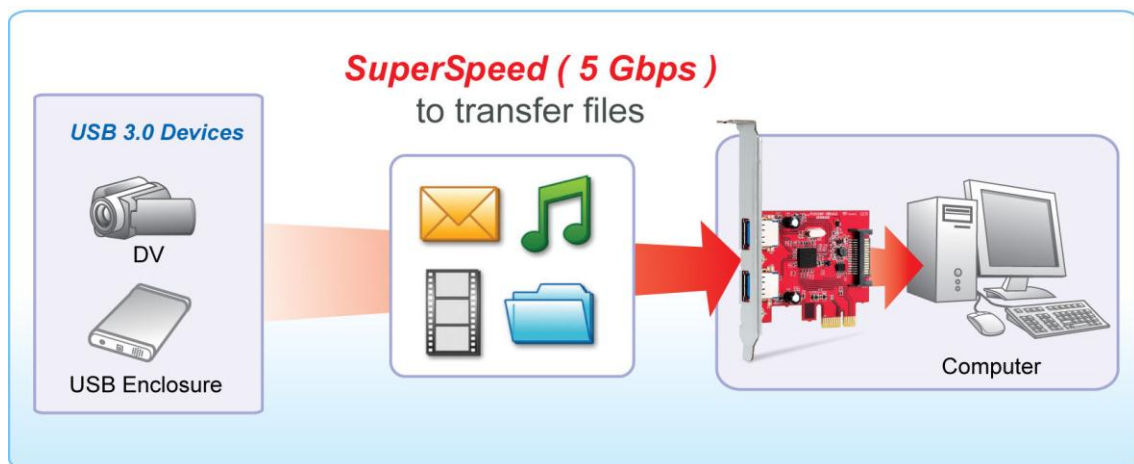 SuperSpeed ( 5 Gbps )
to transfer files
USB 3.0 Devices
DV
USB Enclosure
Computer